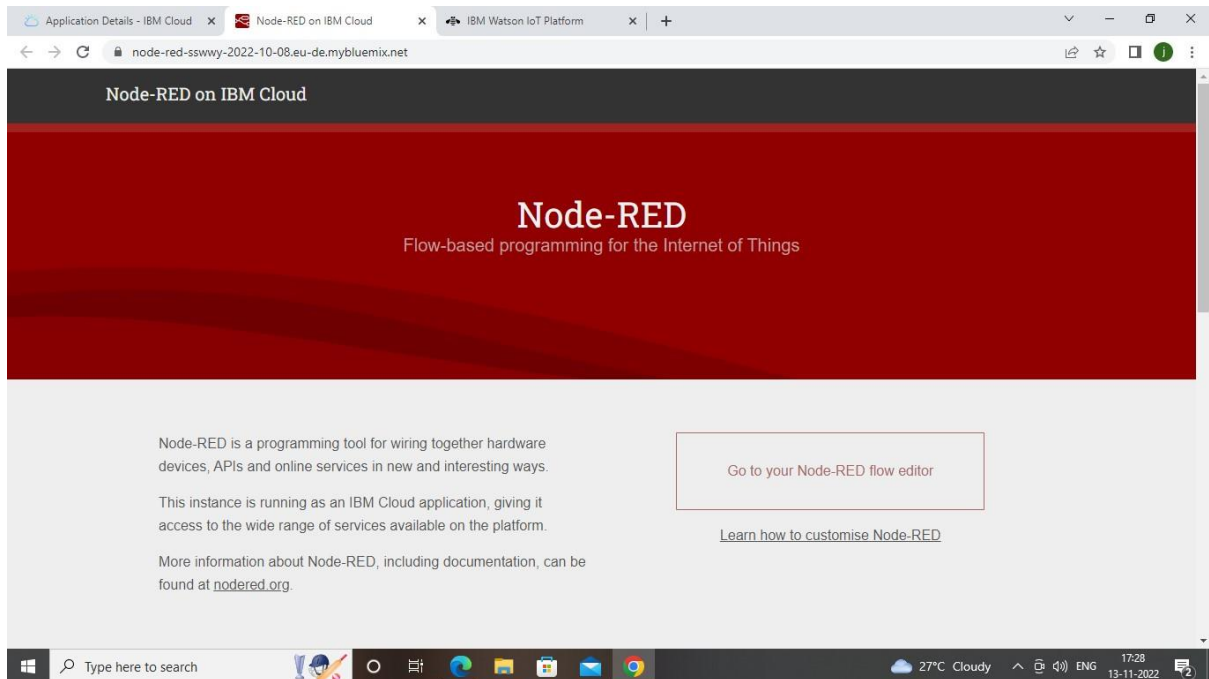 Application Details - IBM Cloud
Node-RED on IBM Cloud
IBM Watson IoT Platform
node-red-sswwy-2022-10-08.eu-de.mybluemix.net
j
Node-RED on IBM Cloud
Node-RED
Flow-based programming for the Internet of Things
Node-RED is a programming tool for wiring together hardware
devices, APIs and online services in new and interesting ways.
This instance is running as an IBM Cloud application, giving it
access to the wide range of services available on the platform.
More information about Node-RED, including documentation, can be
found at nodered.org.
Go to your Node-RED flow editor
Learn how to customise Node-RED
Type here to search
27°C Cloudy
ENG
17:28
13-11-2022
2